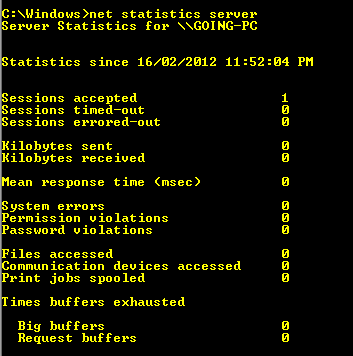 C:\Windows>net statistics server
Server Statistics for \\GOING-PC
Statistics since 16/02/2012 11:52:04 PM
Sessions accepted 1
Sessions timed-out 0
Sessions errored-out 0
Kilobytes sent 0
Kilobytes received 0
Mean response time (msec) 0
System errors 0
Permission violations 0
Password violations 0
Files accessed 0
Communication devices accessed 0
Print jobs spooled 0
Times buffers exhausted
Big buffers 0
Request buffers 0